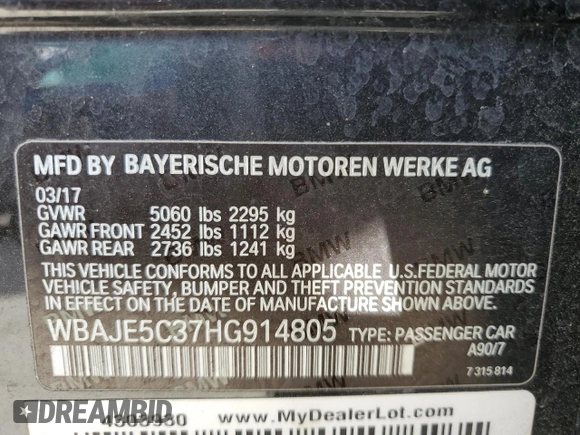 MFD BY BAYERISCHE MOTOREN WERKE AG
03/17
GVWR 5060 lbs 2295 kg
GAWR FRONT 2452 lbs 1112 kg
GAWR REAR 2736 lbs 1241 kg
THIS VEHICLE CONFORMS TO ALL APPLICABLE U.S.FEDERAL MOTOR
VEHICLE SAFETY, BUMPER AND THEFT PREVENTION STANDARDS
IN EFFECT ON THE DATE OF MANUFACTURE SHOWN ABOVE.
WBAJE5C37HG914805 TYPE: PASSENGER CAR
A90/7
7 315 814
DREAMBID
www.MyDealerLot.com